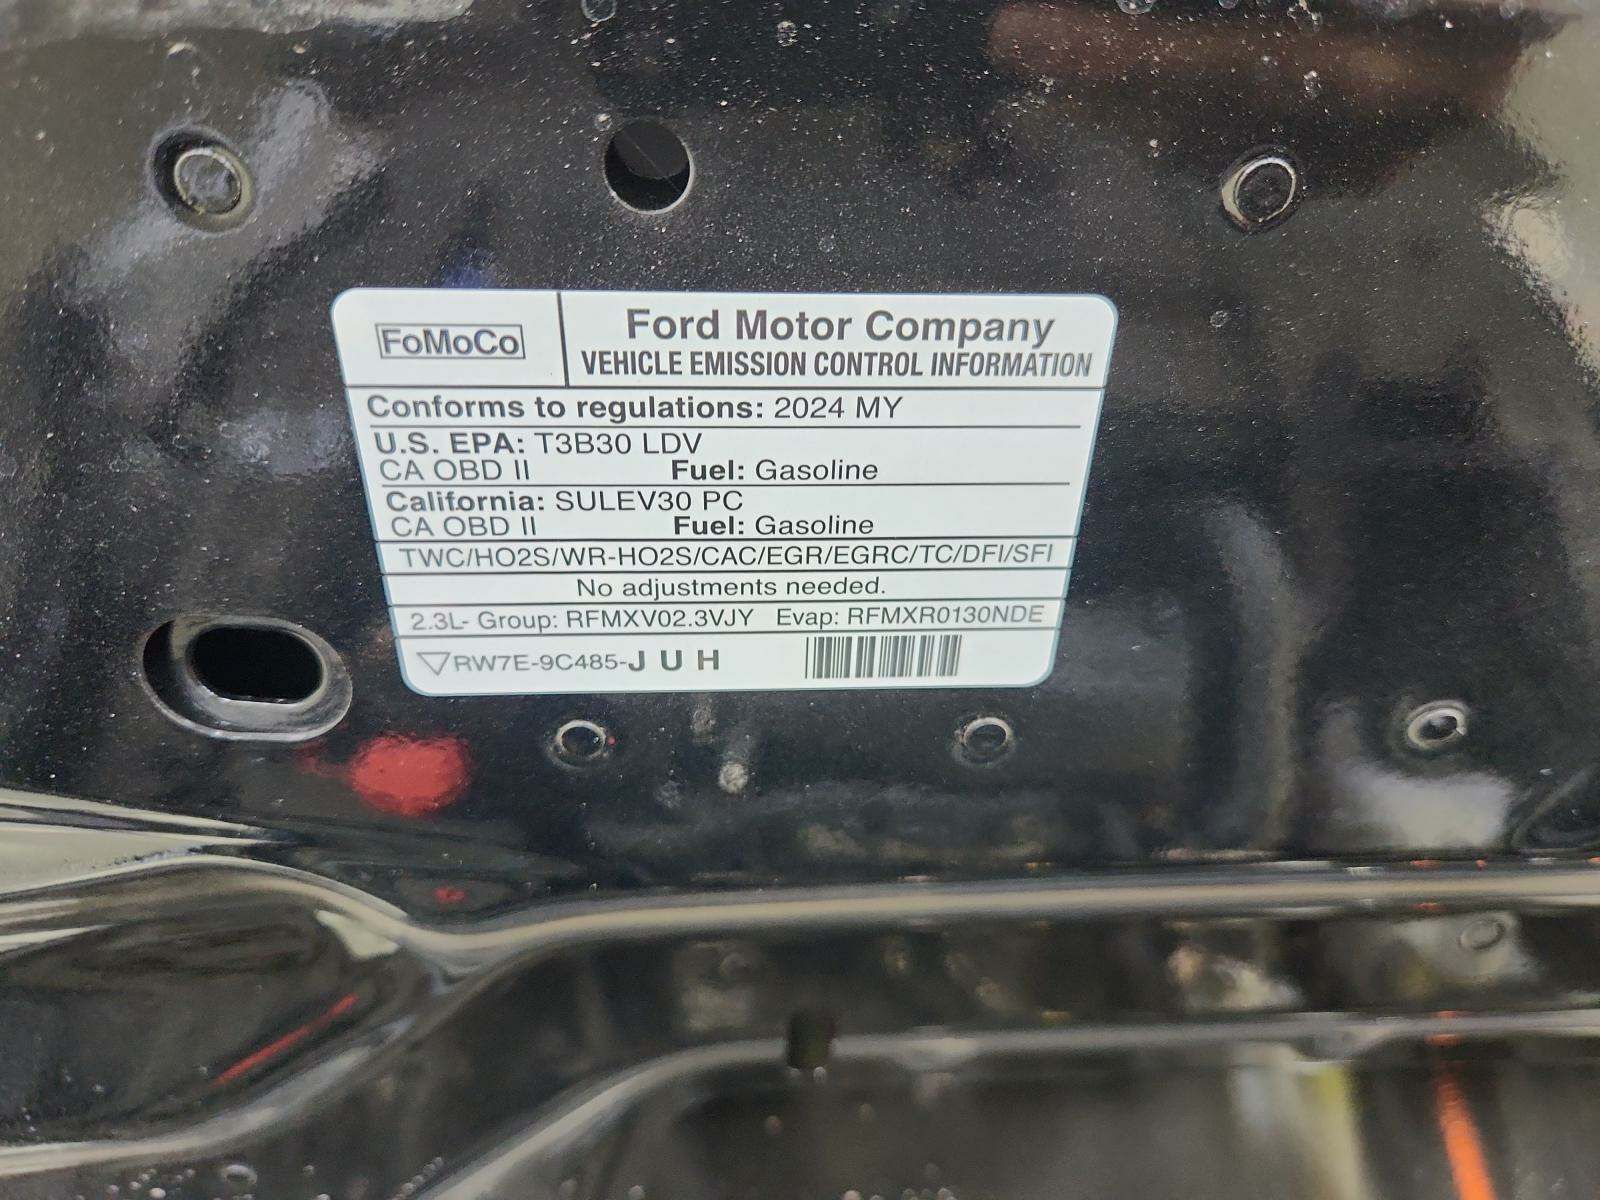 FoMoCo
Ford Motor Company
VEHICLE EMISSION CONTROL INFORMATION
Conforms to regulations: 2024 MY
U.S. EPA: T3B30 LDV
CA OBD II Fuel: Gasoline
California: SULEV30 PC
CA OBD II Fuel: Gasoline
TWC/HO2S/WR-HO2S/CAC/EGR/EGRC/TC/DFI/SFI
No adjustments needed.
2.3L- Group: RFMXV02.3VJY Evap: RFMXR0130NDE
RW7E-9C485-J U H